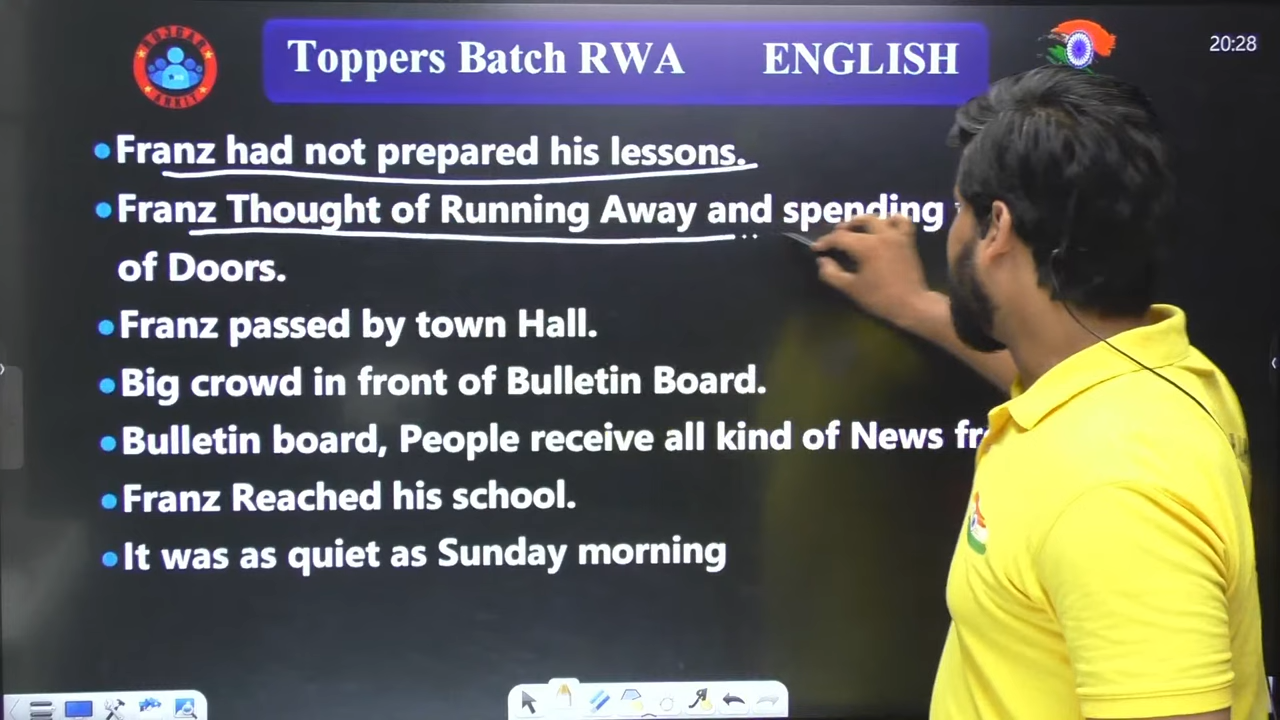 Toppers Batch RWA ENGLISH
20:28
• Franz had not prepared his lessons.
• Franz Thought of Running Away and spending
of Doors.
• Franz passed by town Hall.
• Big crowd in front of Bulletin Board.
• Bulletin board, People receive all kind of News
• Franz Reached his school.
• It was as quiet as Sunday morning